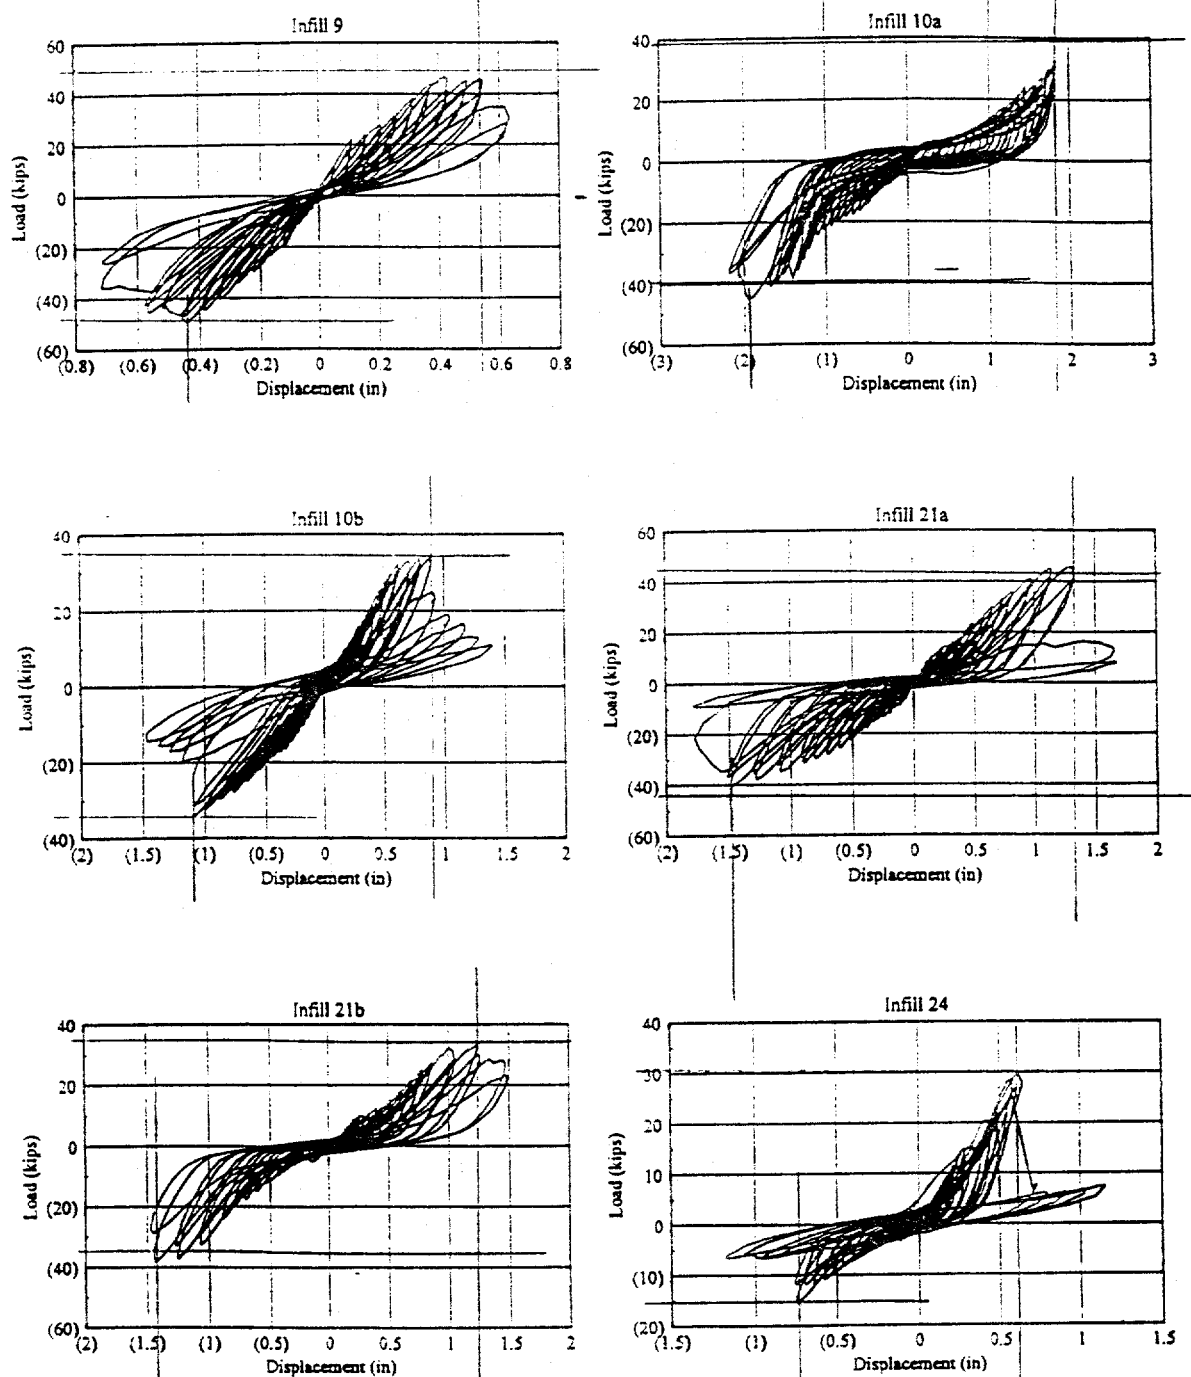 Infill 9
60
40
20
0
(20)
(40)
(60)
Load (kips)
(0.8) (0.6) (0.4) (0.2) 0 0.2 0.4 0.6 0.8
Displacement (in)
Infill 10a
40
20
0
(20)
(40)
(60)
Load (kips)
(3) (2) (1) 0 1 2 3
Displacement (in)
Infill 10b
40
20
0
(20)
(40)
Load (kips)
(2) (1.5) (1) (0.5) 0 0.5 1 1.5 2
Displacement (in)
Infill 21a
60
40
20
0
(20)
(40)
(60)
Load (kips)
(2) (1.5) (1) (0.5) 0 0.5 1 1.5 2
Displacement (in)
Infill 21b
40
20
0
(20)
(40)
(60)
Load (kips)
(2) (1.5) (1) (0.5) 0 0.5 1 1.5 2
Displacement (in)
Infill 24
40
30
20
10
0
(10)
(20)
Load (kips)
(1.5) (1) (0.5) 0 0.5 1 1.5
Displacement (in)